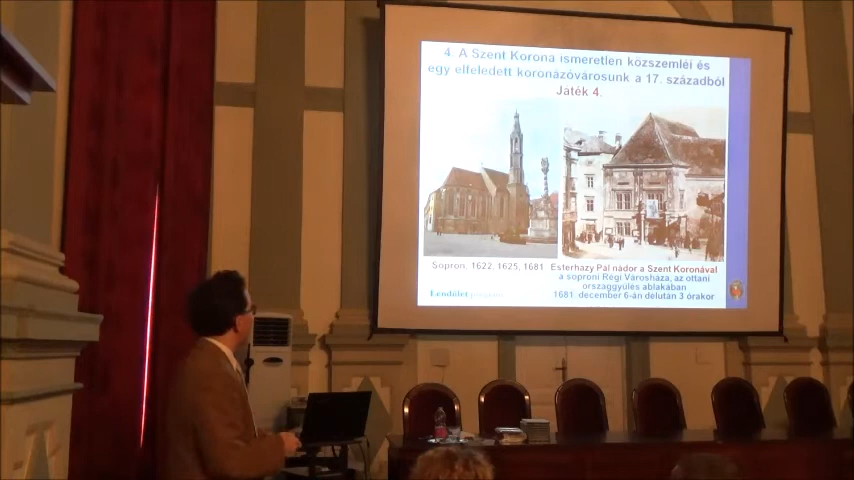 4. A Szent Korona ismeretlen közszemléi és
egy elfeledett koronázóvárosunk a 17. századból
Játék 4.
Sopron, 1622, 1625, 1681
Esterházy Pál nádor a Szent Koronával
a soproni Régi Városháza, az ottani
országgyűlés ablakában
1681 december 6-án délután 3 órakor
Lendület